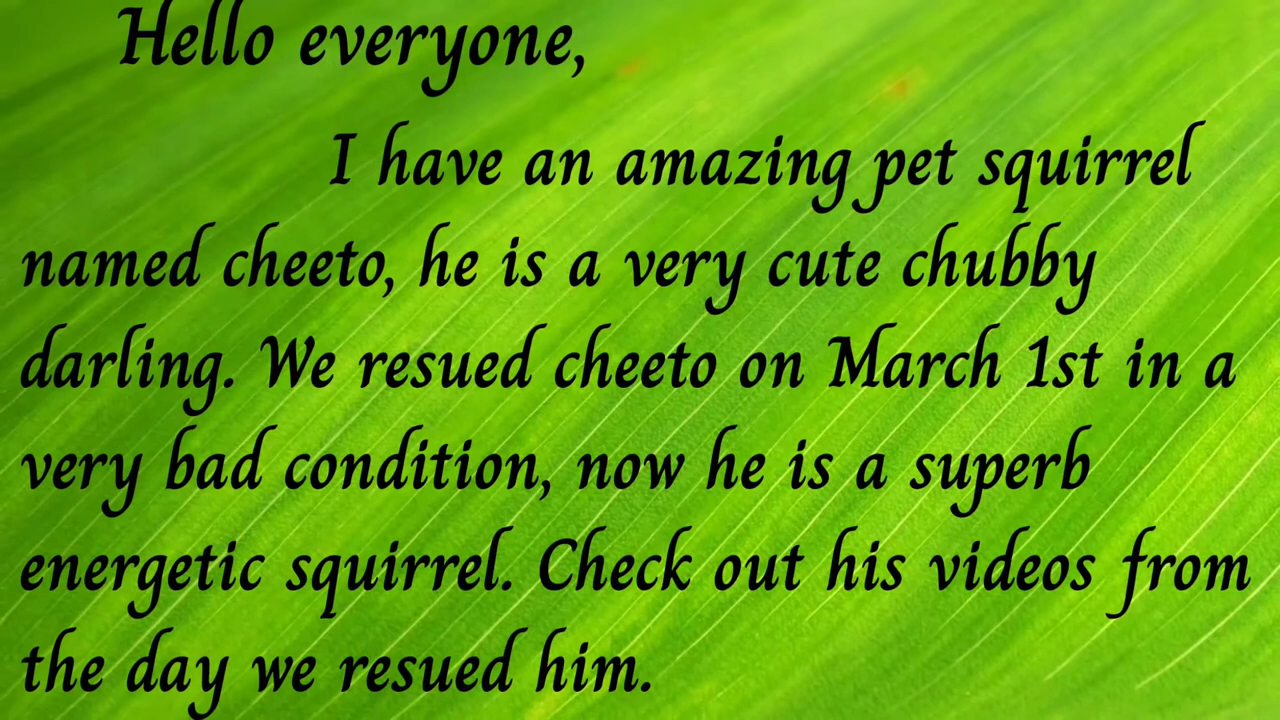 Hello everyone,
I have an amazing pet squirrel
named cheeto, he is a very cute chubby
darling. We resued cheeto on March 1st in a
very bad condition, now he is a superb
energetic squirrel. Check out his videos from
the day we resued him.